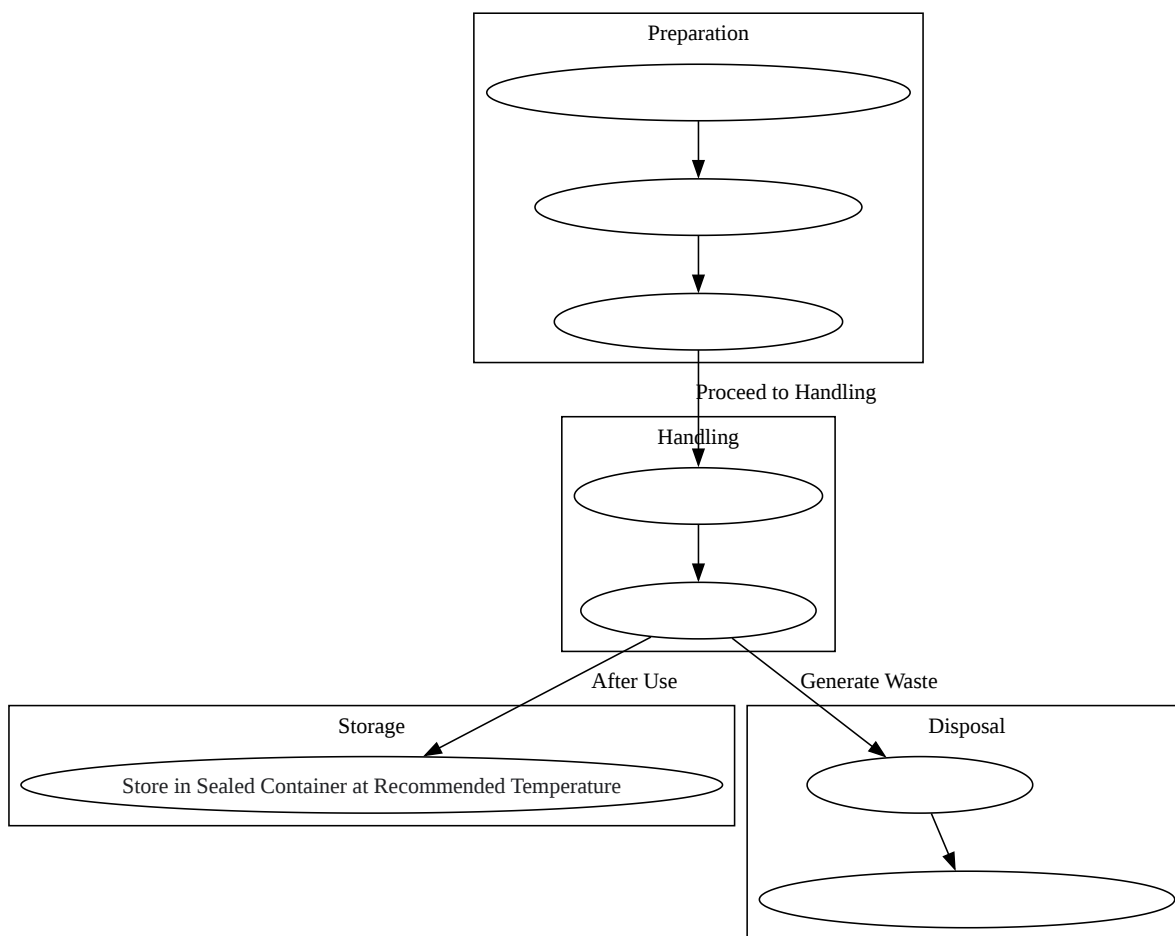 Preparation
Proceed to Handling
Handling
After Use
Generate Waste
Storage
Disposal
Store in Sealed Container at Recommended Temperature